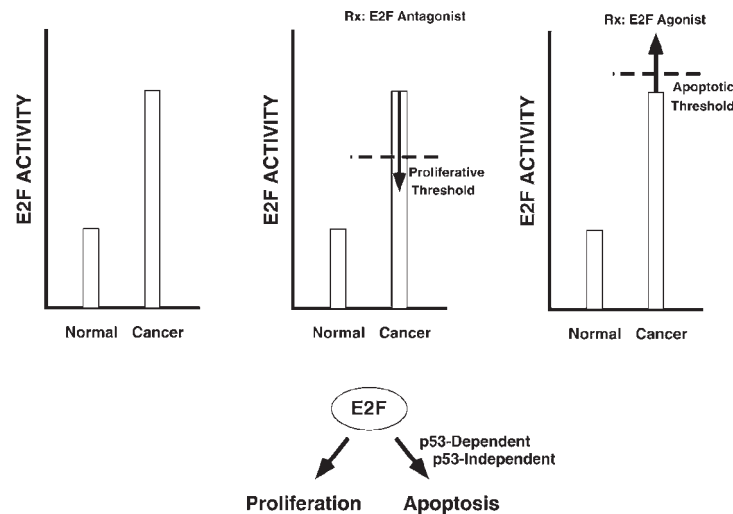 E2F ACTIVITY
Normal Cancer
Rx: E2F Antagonist
E2F ACTIVITY
Proliferative
Threshold
Normal Cancer
Rx: E2F Agonist
E2F ACTIVITY
Apoptotic
Threshold
Normal Cancer
E2F
p53-Dependent
p53-Independent
Proliferation Apoptosis